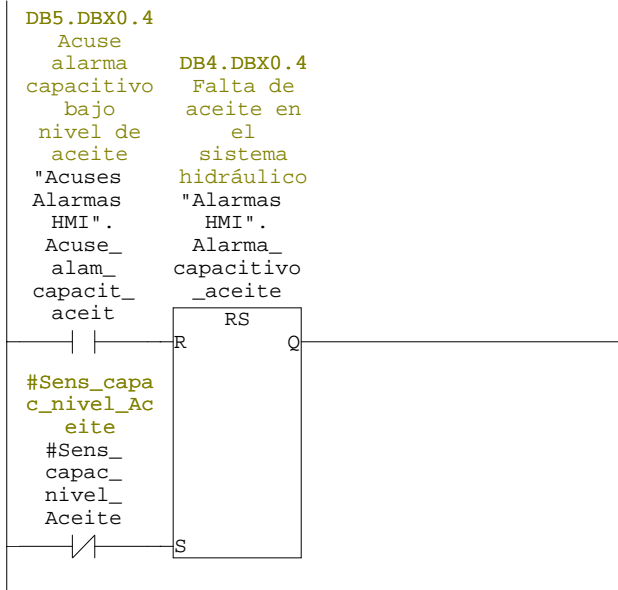 DB5.DBX0.4
Acuse
alarma
capacitivo
bajo
nivel de
aceite
"Acuses
Alarmas
HMI".
Acuse_
alam_
capacit_
aceit
DB4.DBX0.4
Falta de
aceite en
el
sistema
hidráulico
"Alarmas
HMI".
Alarma_
capacitivo
_aceite
RS
R
Q
#Sens_capa
c_nivel_Ac
eite
#Sens_
capac_
nivel_
Aceite
S